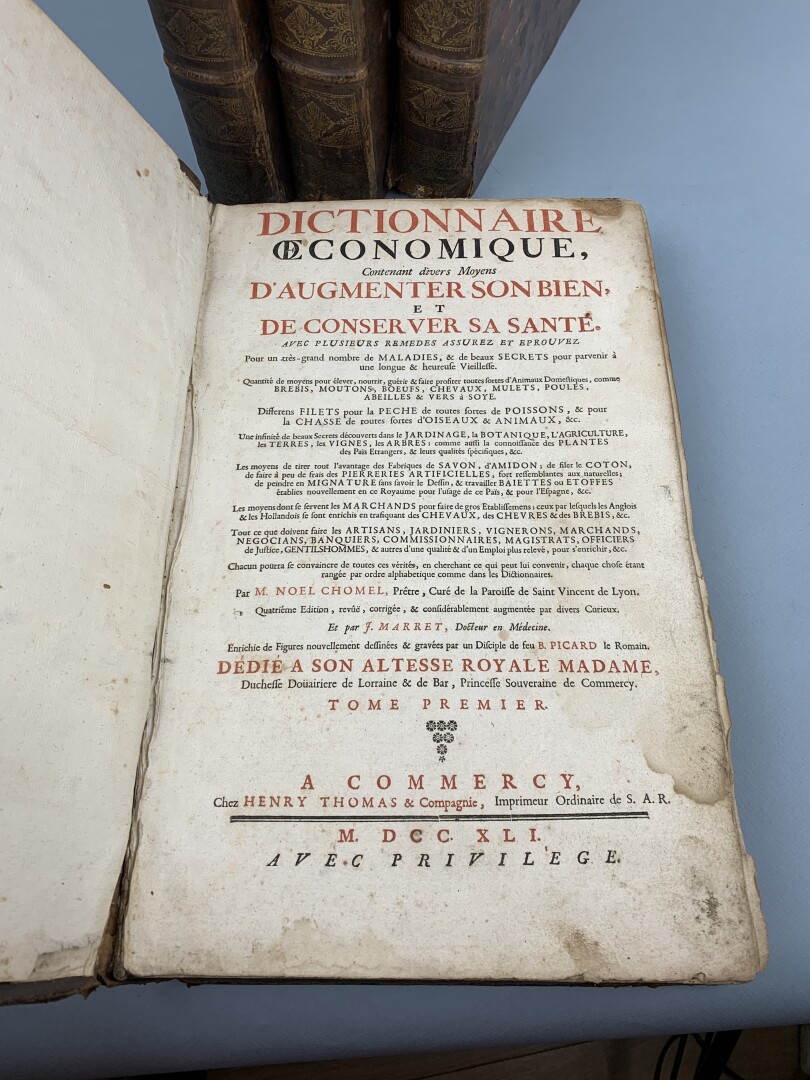 DICTIONNAIRE
ŒCONOMIQUE,
Contenant divers Moyens
D'AUGMENTER SON BIEN,
ET
DE CONSERVER SA SANTÉ.
AVEC PLUSIEURS REMEDES ASSUREZ ET EPROUVEZ
Pour un très-grand nombre de MALADIES, & de beaux SECRETS pour parvenir à
une longue & heureuse Vieillesse.
Quantité de moyens pour élever, nourrir, guérir & faire profiter toutes sortes d'Animaux Domestiques, comme
BREBIS, MOUTONS, BOEUFS, CHEVAUX, MULETS, POULES,
ABEILLES & VERS à SOYE.
Differens FILETS pour la PECHE de toutes sortes de POISSONS, & pour
la CHASSE de toutes sortes d'OISEAUX & ANIMAUX, &c.
Une infinité de beaux Secrets découverts dans le JARDINAGE, la BOTANIQUE, L'AGRICULTURE,
les TERRES, les VIGNES, les ARBRES; comme aussi la connoissance des PLANTES
des Païs Etrangers, & leurs qualités spécifiques, &c.
Les moyens de tirer tout l'avantage des Fabriques de SAVON, d'AMIDON; de filer le COTON,
de faire à peu de frais des PIERRERIES ARTIFICIELLES, fort ressemblantes aux naturelles;
de peindre en MIGNATURE sans savoir le Dessin, & travailler BAIETTES ou ETOFFES
établies nouvellement en ce Royaume pour l'usage de ce Païs, & pour l'Espagne, &c.
Les moyens dont se servent les MARCHANDS pour faire de gros Etablissemens; ceux par lesquels les Anglois
& les Hollandois se sont enrichis en trafiquant des CHEVAUX, des CHEVRES & des BREBIS, &c.
Tout ce que doivent faire les ARTISANS, JARDINIERS, VIGNERONS, MARCHANDS,
NEGOCIANS, BANQUIERS, COMMISSIONNAIRES, MAGISTRATS, OFFICIERS
de Justice, GENTILSHOMMES, & autres d'une qualité & d'un Emploi plus relevé, pour s'enrichir, &c.
Chacun pourra se convaincre de toutes ces vérités, en cherchant ce qui peut lui convenir, chaque chose étant
rangée par ordre alphabetique comme dans les Dictionnaires.
Par M. NOEL CHOMEL, Prêtre, Curé de la Paroisse de Saint Vincent de Lyon.
Quatriéme Edition, revûë, corrigée, & considérablement augmentée par divers Curieux.
Et par J. MARRET, Docteur en Médecine.
Enrichie de Figures nouvellement dessinées & gravées par un Disciple de feu B. PICARD le Romain.
DÉDIÉ A SON ALTESSE ROYALE MADAME,
Duchesse Doüairiere de Lorraine & de Bar, Princesse Souveraine de Commercy.
TOME PREMIER.
A COMMERCY,
Chez HENRY THOMAS & Compagnie, Imprimeur Ordinaire de S. A. R.
M. DCC. XLI.
AVEC PRIVILEGE.